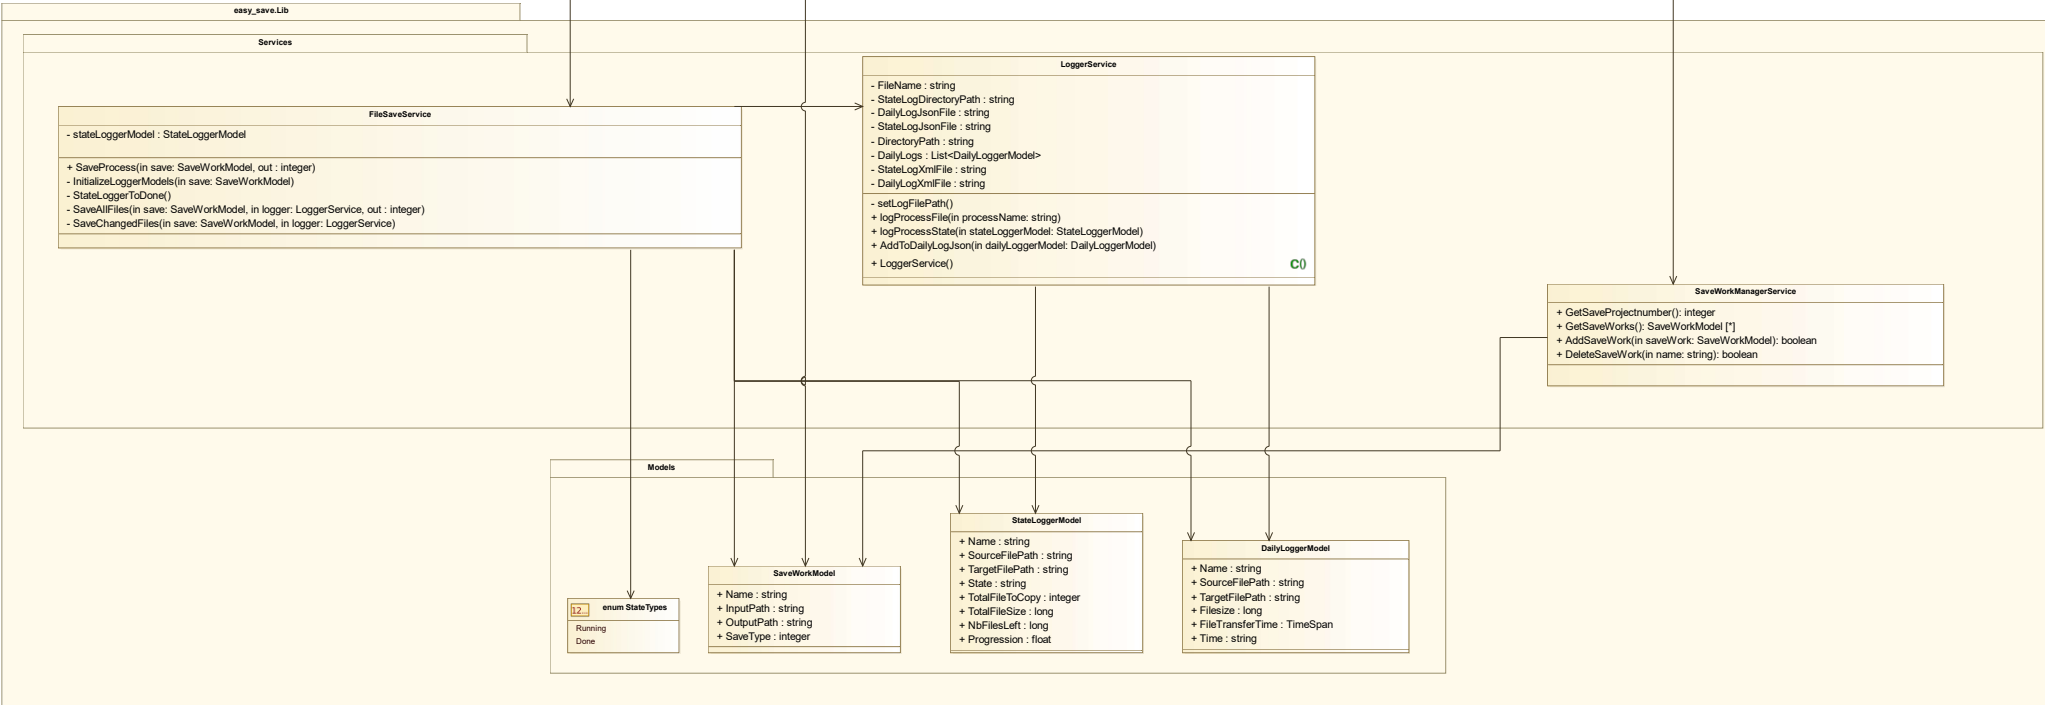 easy_save.Lib
Services
FileSaveService
- stateLoggerModel : StateLoggerModel
+ SaveProcess(in save: SaveWorkModel, out : integer)
- InitializeLoggerModels(in save: SaveWorkModel)
- StateLoggerToDone()
- SaveAllFiles(in save: SaveWorkModel, in logger: LoggerService, out : integer)
- SaveChangedFiles(in save: SaveWorkModel, in logger: LoggerService)
LoggerService
- FileName : string
- StateLogDirectoryPath : string
- DailyLogJsonFile : string
- StateLogJsonFile : string
- DirectoryPath : string
- DailyLogs : List<DailyLoggerModel>
- StateLogXmlFile : string
- DailyLogXmlFile : string
- setLogFilePath()
+ logProcessFile(in processName: string)
+ logProcessState(in stateLoggerModel: StateLoggerModel)
+ AddToDailyLogJson(in dailyLoggerModel: DailyLoggerModel)
+ LoggerService() C()
SaveWorkManagerService
+ GetSaveProjectnumber(): integer
+ GetSaveWorks(): SaveWorkModel [*]
+ AddSaveWork(in saveWork: SaveWorkModel): boolean
+ DeleteSaveWork(in name: string): boolean
Models
12... enum StateTypes
Running
Done
SaveWorkModel
+ Name : string
+ InputPath : string
+ OutputPath : string
+ SaveType : integer
StateLoggerModel
+ Name : string
+ SourceFilePath : string
+ TargetFilePath : string
+ State : string
+ TotalFileToCopy : integer
+ TotalFileSize : long
+ NbFilesLeft : long
+ Progression : float
DailyLoggerModel
+ Name : string
+ SourceFilePath : string
+ TargetFilePath : string
+ Filesize : long
+ FileTransferTime : TimeSpan
+ Time : string